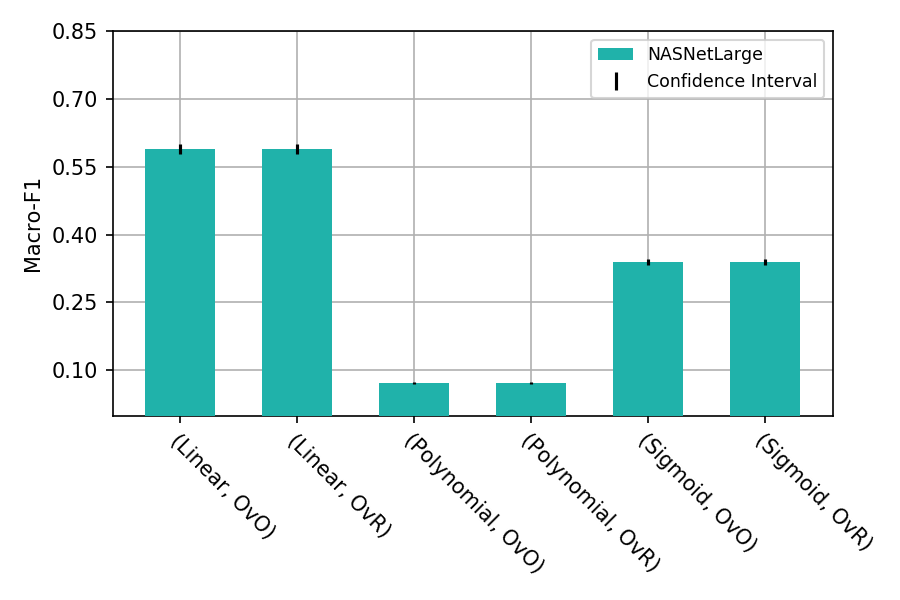 0.85
0.70
0.55
0.40
0.25
0.10
Macro-F1
NASNetLarge
Confidence Interval
(Linear, OvO)
(Linear, OvR)
(Polynomial, OvO)
(Polynomial, OvR)
(Sigmoid, OvO)
(Sigmoid, OvR)